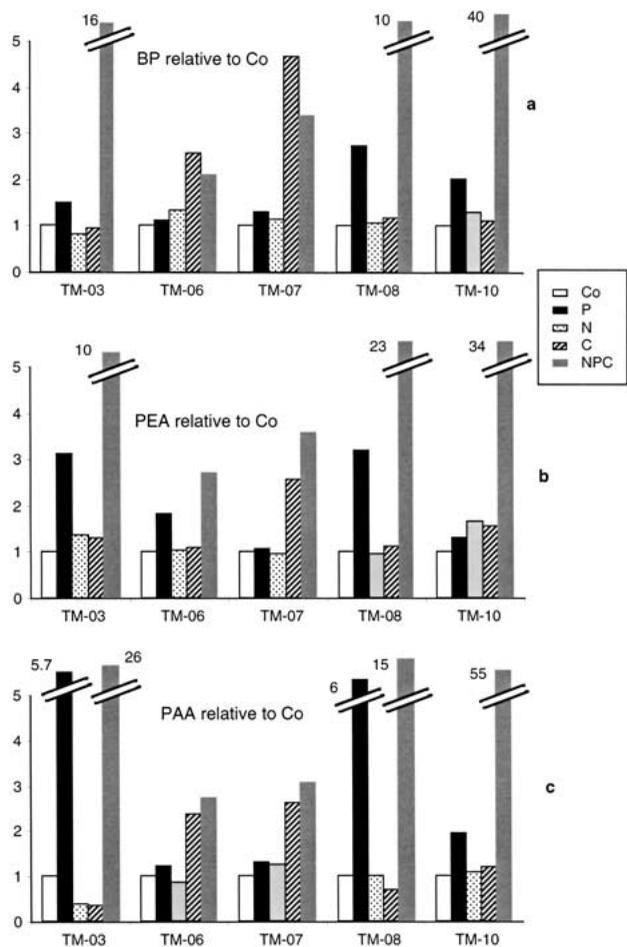 16 10 40
5
BP relative to Co
4
a
3
2
1
0
TM-03 TM-06 TM-07 TM-08 TM-10
Co
P
N
C
NPC
10 23 34
5
4
PEA relative to Co
3
b
2
1
0
TM-03 TM-06 TM-07 TM-08 TM-10
5.7 26 6 15 55
5
PAA relative to Co
4
3
c
2
1
0
TM-03 TM-06 TM-07 TM-08 TM-10